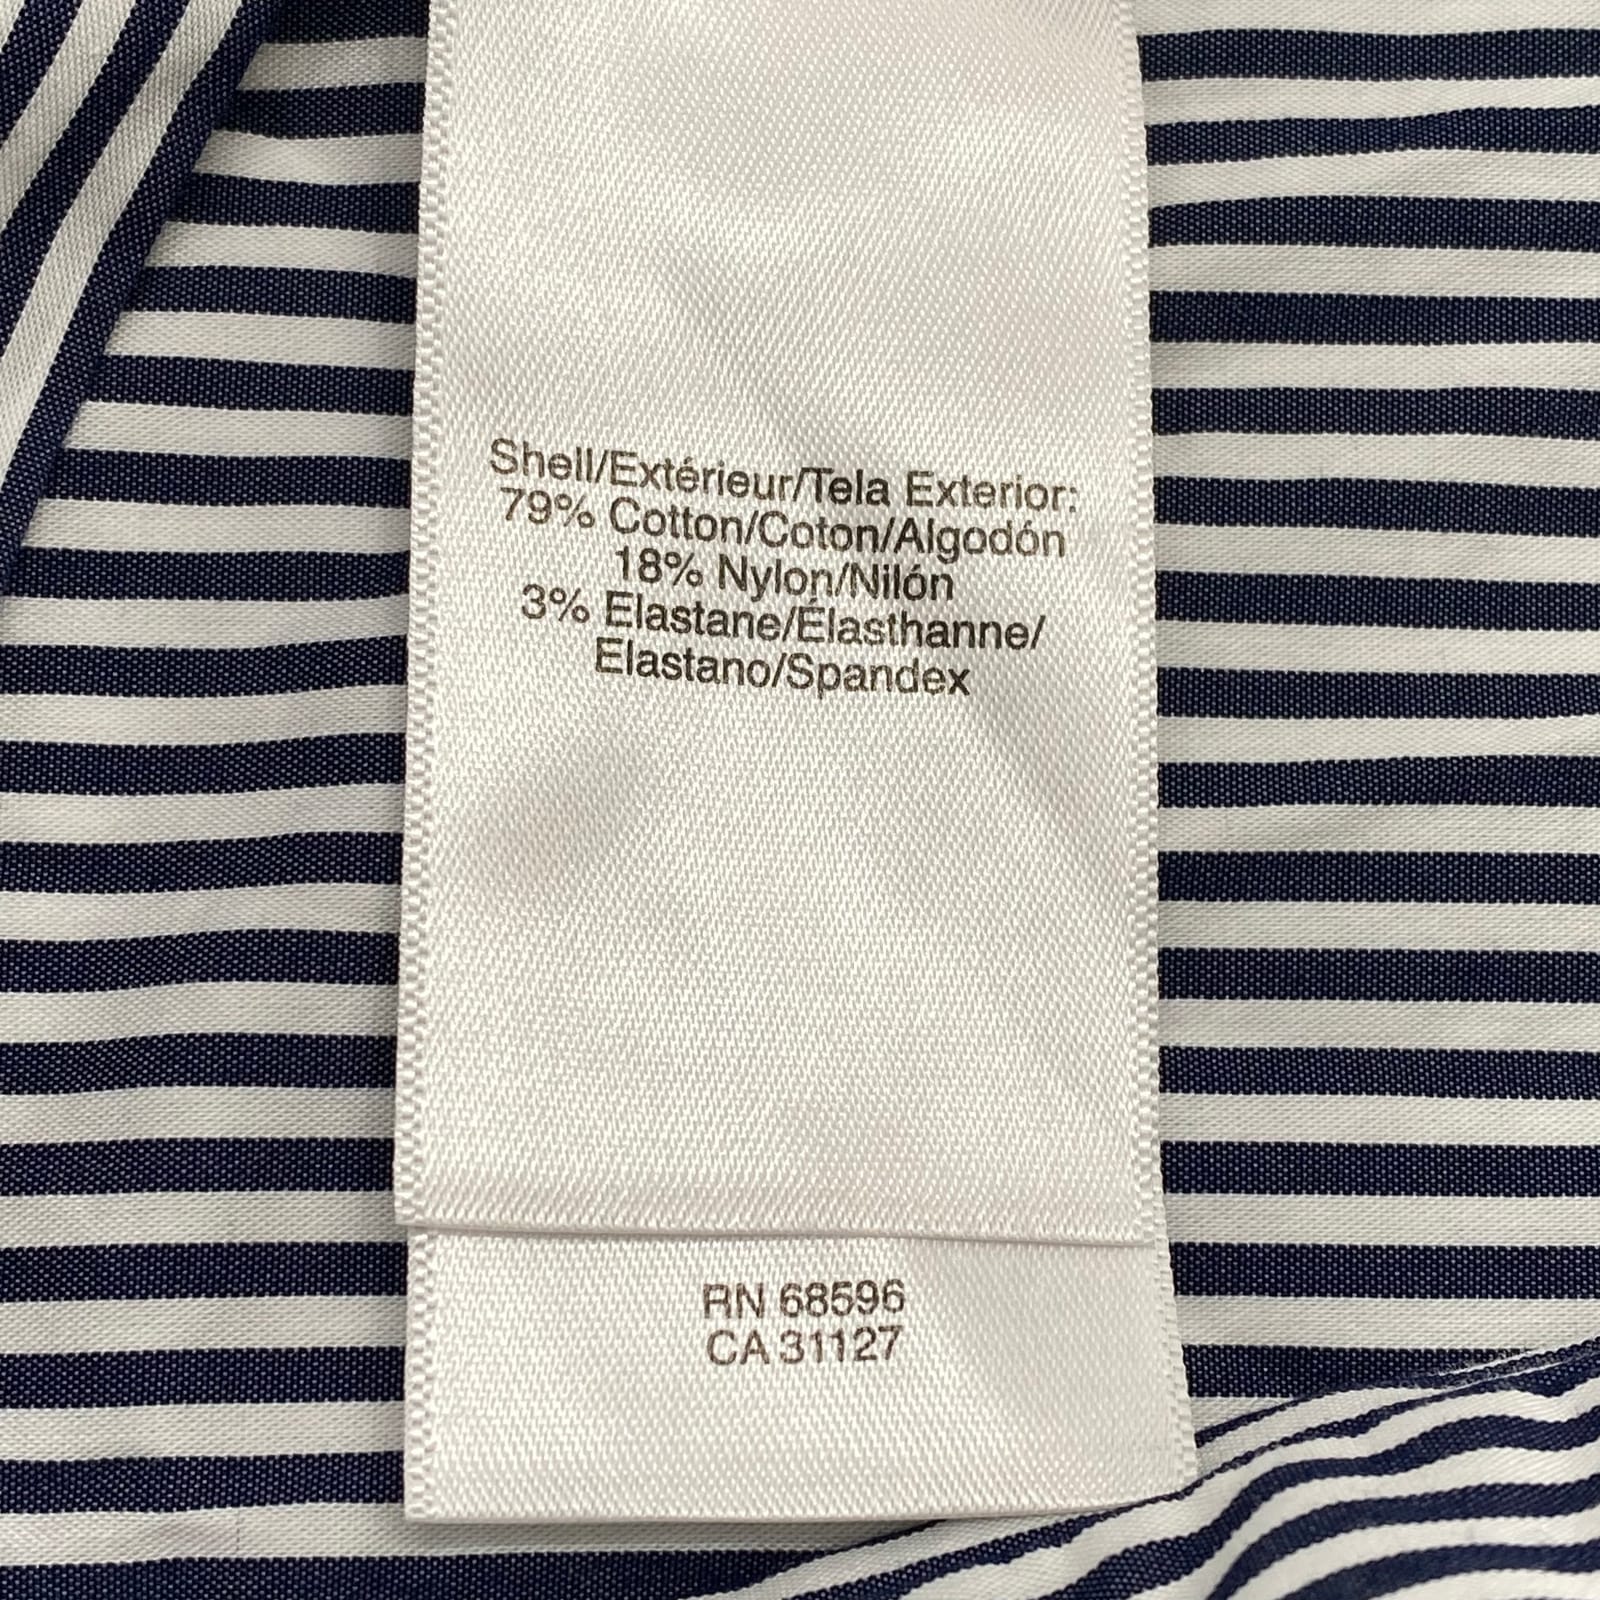 Shell/Extérieur/Tela Exterior:
79% Cotton/Coton/Algodón
18% Nylon/Nilón
3% Elastane/Élasthanne/
Elastano/Spandex
RN 68596
CA 31127